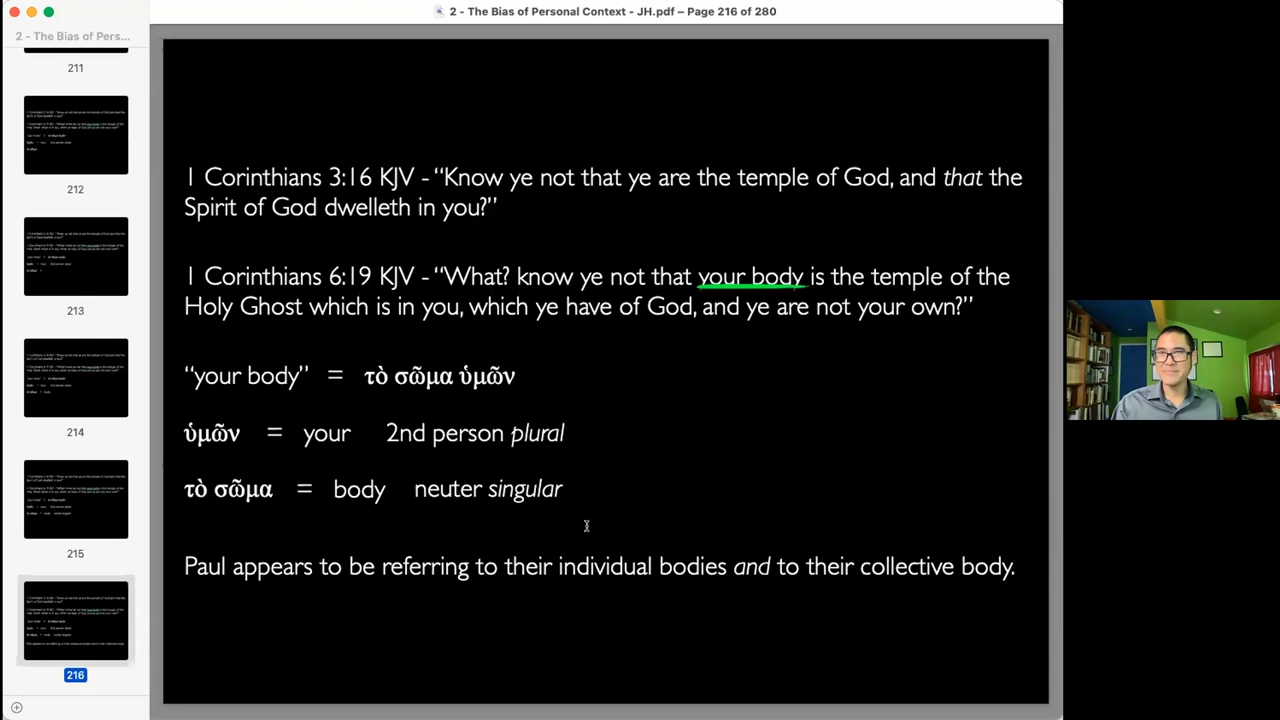 2 - The Bias of Personal Context - JH.pdf – Page 216 of 280
2 - The Bias of Pers...
211
212
213
214
215
216
1 Corinthians 3:16 KJV - “Know ye not that ye are the temple of God, and that the
Spirit of God dwelleth in you?”
1 Corinthians 6:19 KJV - “What? know ye not that your body is the temple of the
Holy Ghost which is in you, which ye have of God, and ye are not your own?”
“your body” = τὸ σῶμα ὑμῶν
ὑμῶν = your 2nd person plural
τὸ σῶμα = body neuter singular
Paul appears to be referring to their individual bodies and to their collective body.